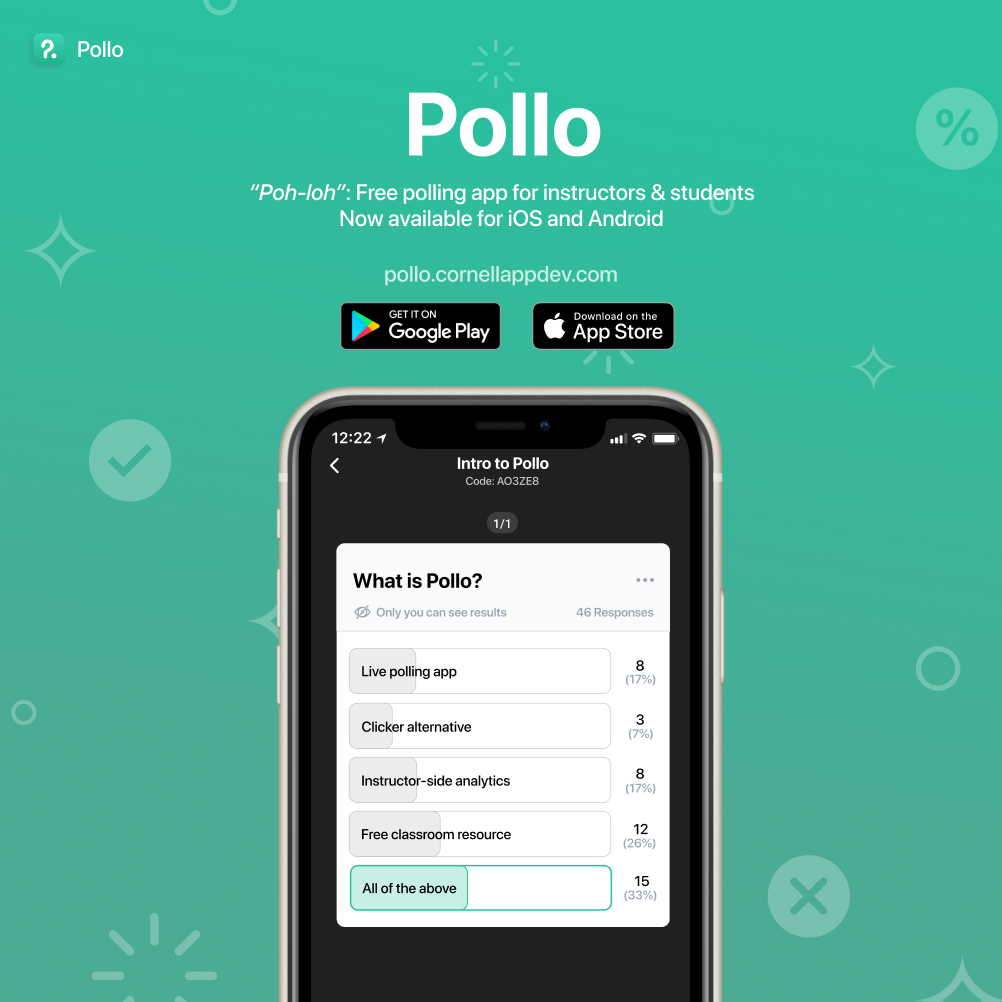 Pollo
Pollo
“Poh-loh”: Free polling app for instructors & students
Now available for iOS and Android
pollo.cornellappdev.com
GET IT ON
Google Play
Download on the
App Store
12:22
Intro to Pollo
Code: AO3ZE8
1/1
What is Pollo?
Only you can see results 46 Responses
Live polling app 8
(17%)
Clicker alternative 3
(7%)
Instructor-side analytics 8
(17%)
Free classroom resource 12
(26%)
All of the above 15
(33%)